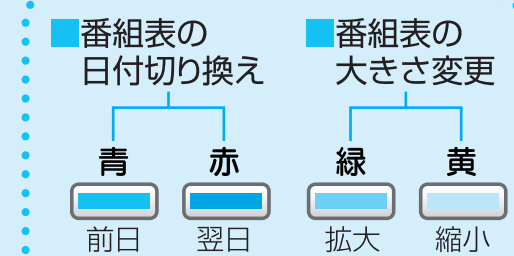 ■番組表の
日付切り換え
■番組表の
大きさ変更
青 赤 緑 黄
前日 翌日 拡大 縮小